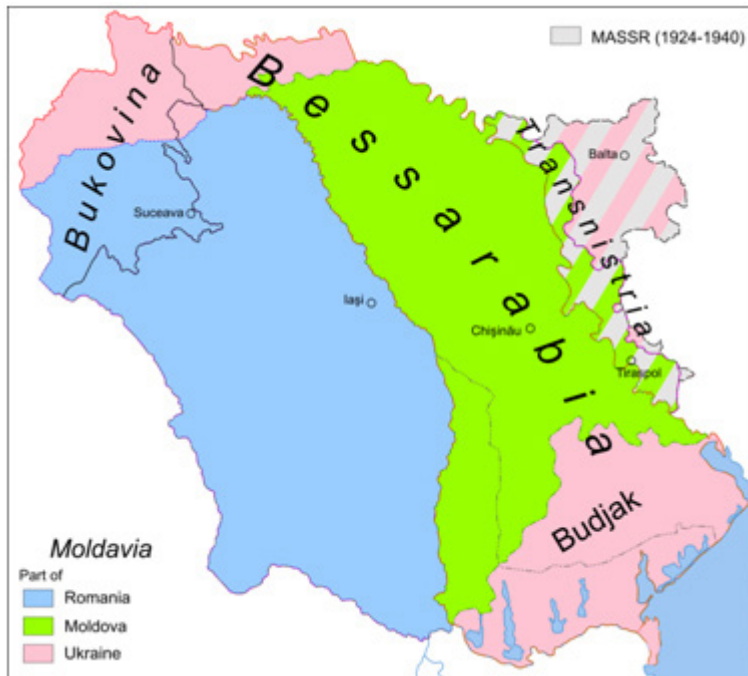 MASSR (1924-1940)
Bukovina
Bessarabia
Transnistria
Balta
Suceava
Iași
Chișinău
Tiraspol
Budjak
Moldavia
Part of
Romania
Moldova
Ukraine